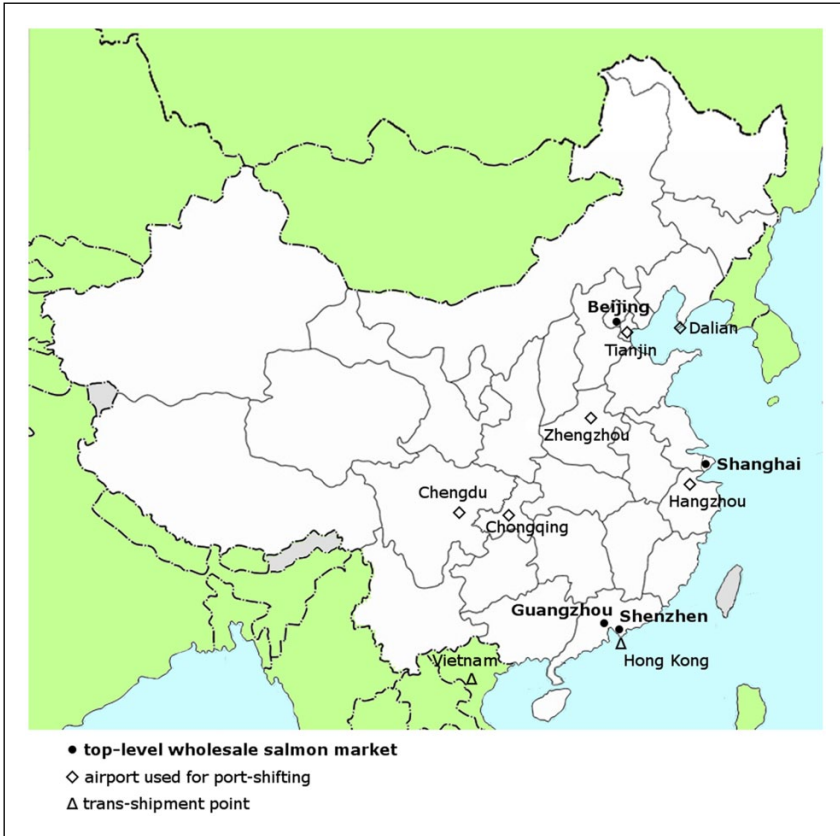 Beijing
Dalian
Tianjin
Zhengzhou
Shanghai
Chengdu
Hangzhou
Chongqing
Guangzhou
Shenzhen
Vietnam
Hong Kong
top-level wholesale salmon market
airport used for port-shifting
trans-shipment point